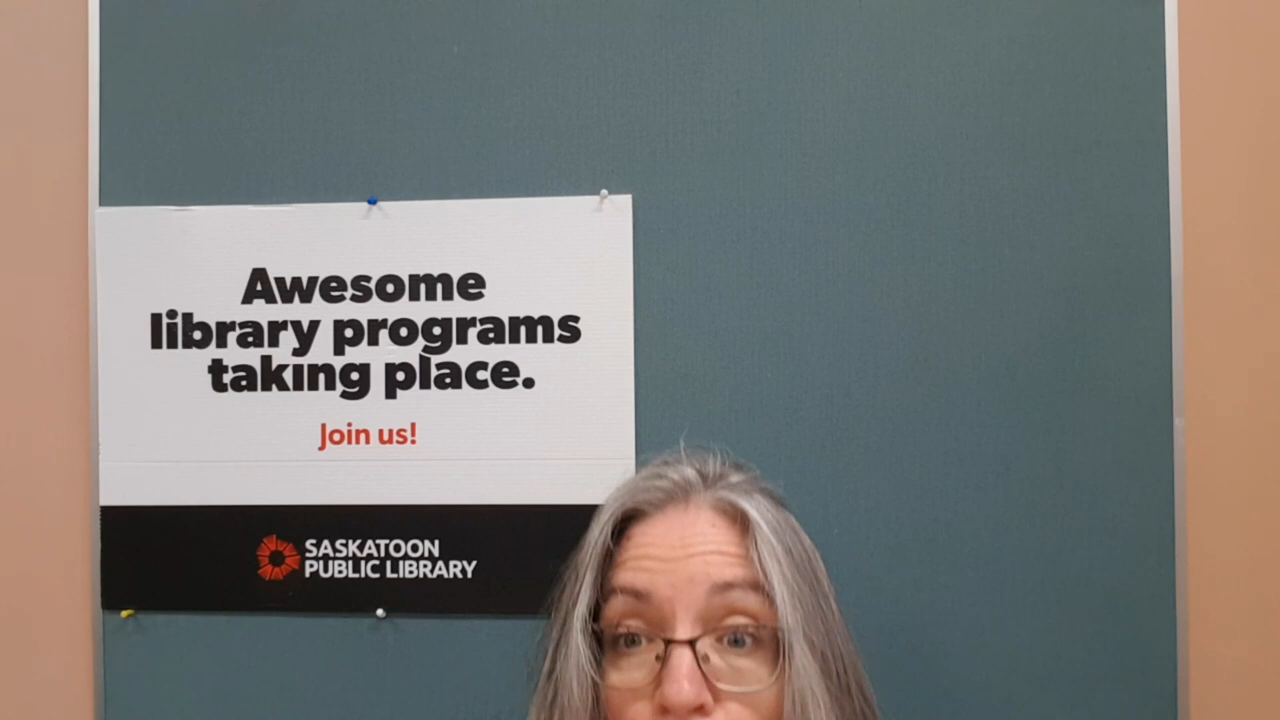 Awesome
library programs
taking place.
Join us!
SASKATOON
PUBLIC LIBRARY